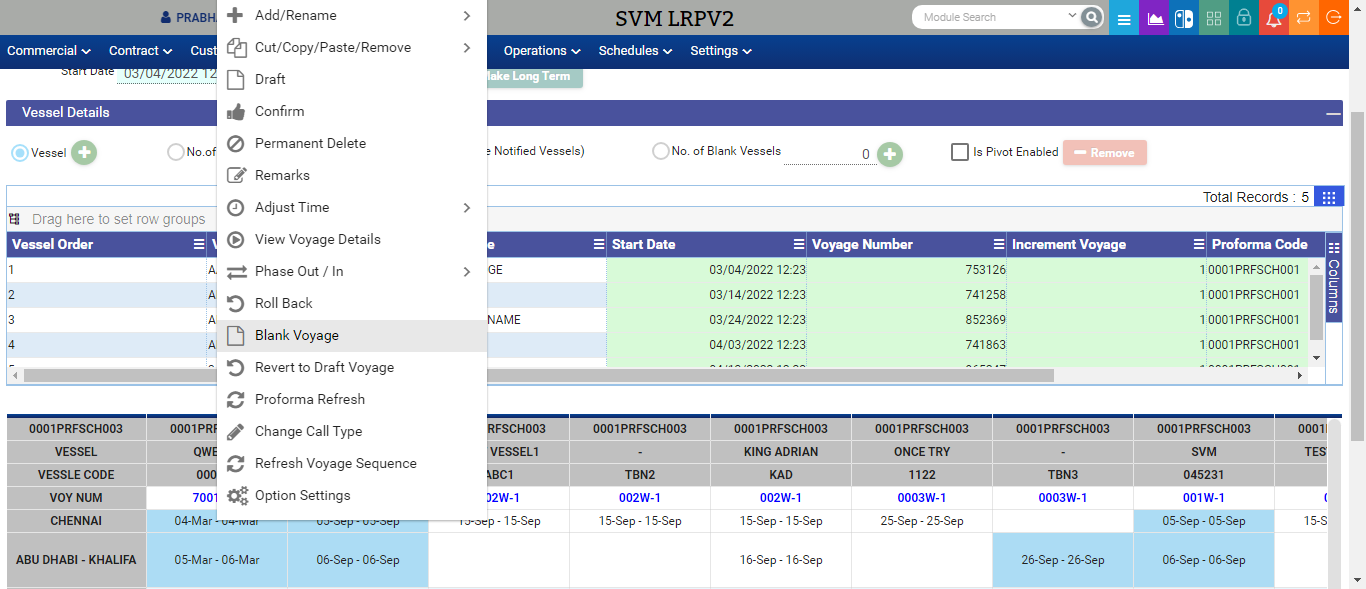 PRABH
SVM LRPV2
Module Search
0
Commercial
Contract
Cust
Operations
Schedules
Settings
Start Date 03/04/2022 12
Make Long Term
Add/Rename
Cut/Copy/Paste/Remove
Draft
Confirm
Permanent Delete
Remarks
Adjust Time
View Voyage Details
Phase Out / In
Roll Back
Blank Voyage
Revert to Draft Voyage
Proforma Refresh
Change Call Type
Refresh Voyage Sequence
Option Settings
Vessel Details
Vessel No.of e Notified Vessels) No. of Blank Vessels 0 Is Pivot Enabled Remove
Total Records : 5
Drag here to set row groups
Vessel Order V e Start Date Voyage Number Increment Voyage Proforma Code
Columns
1 A GE 03/04/2022 12:23 753126 1 0001PRFSCH001
2 A 03/14/2022 12:23 741258 1 0001PRFSCH001
3 A NAME 03/24/2022 12:23 852369 1 0001PRFSCH001
4 A 04/03/2022 12:23 741863 1 0001PRFSCH001
0001PRFSCH003 0001PRF RFSCH003 0001PRFSCH003 0001PRFSCH003 0001PRFSCH003 0001PRFSCH003 0001PRFSCH003 0001
VESSEL QWE VESSEL1 - KING ADRIAN ONCE TRY - SVM TES
VESSLE CODE 000 ABC1 TBN2 KAD 1122 TBN3 045231
VOY NUM 7001 02W-1 002W-1 002W-1 0003W-1 0003W-1 001W-1
CHENNAI 04-Mar - 04-Mar 05-Sep - 05-Sep 15-Sep - 15-Sep 15-Sep - 15-Sep 15-Sep - 15-Sep 25-Sep - 25-Sep 05-Sep - 05-Sep 15-S
ABU DHABI - KHALIFA 05-Mar - 06-Mar 06-Sep - 06-Sep 16-Sep - 16-Sep 26-Sep - 26-Sep 06-Sep - 06-Sep